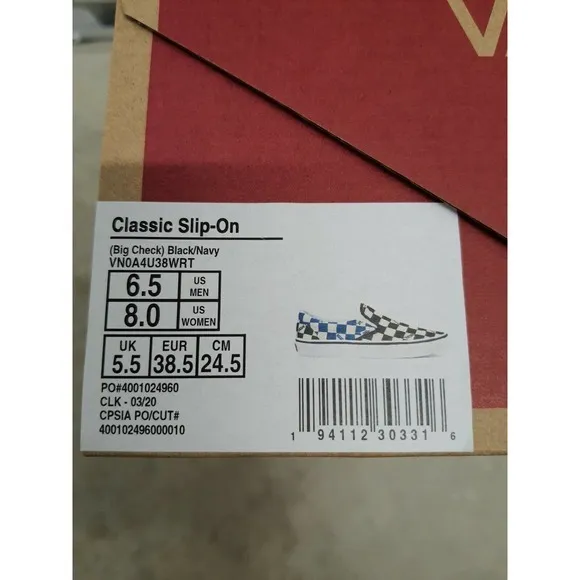 VA
Classic Slip-On
(Big Check) Black/Navy
VN0A4U38WRT
6.5 US MEN
8.0 US WOMEN
UK EUR CM
5.5 38.5 24.5
PO#4001024960
CLK - 03/20
CPSIA PO/CUT#
400102496000010
1 94112 30331 6